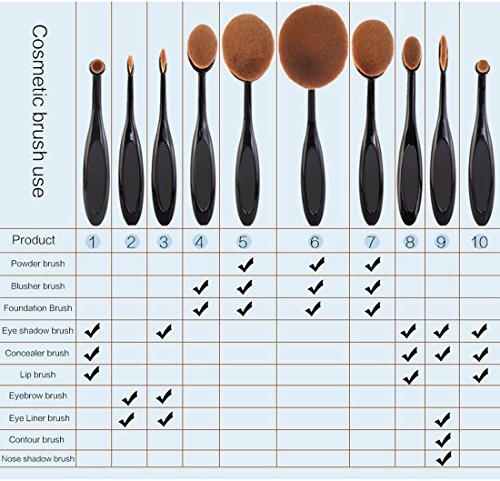 Cosmetic brush use
Product 1 2 3 4 5 6 7 8 9 10
Powder brush
Blusher brush
Foundation Brush
Eye shadow brush
Concealer brush
Lip brush
Eyebrow brush
Eye Liner brush
Contour brush
Nose shadow brush